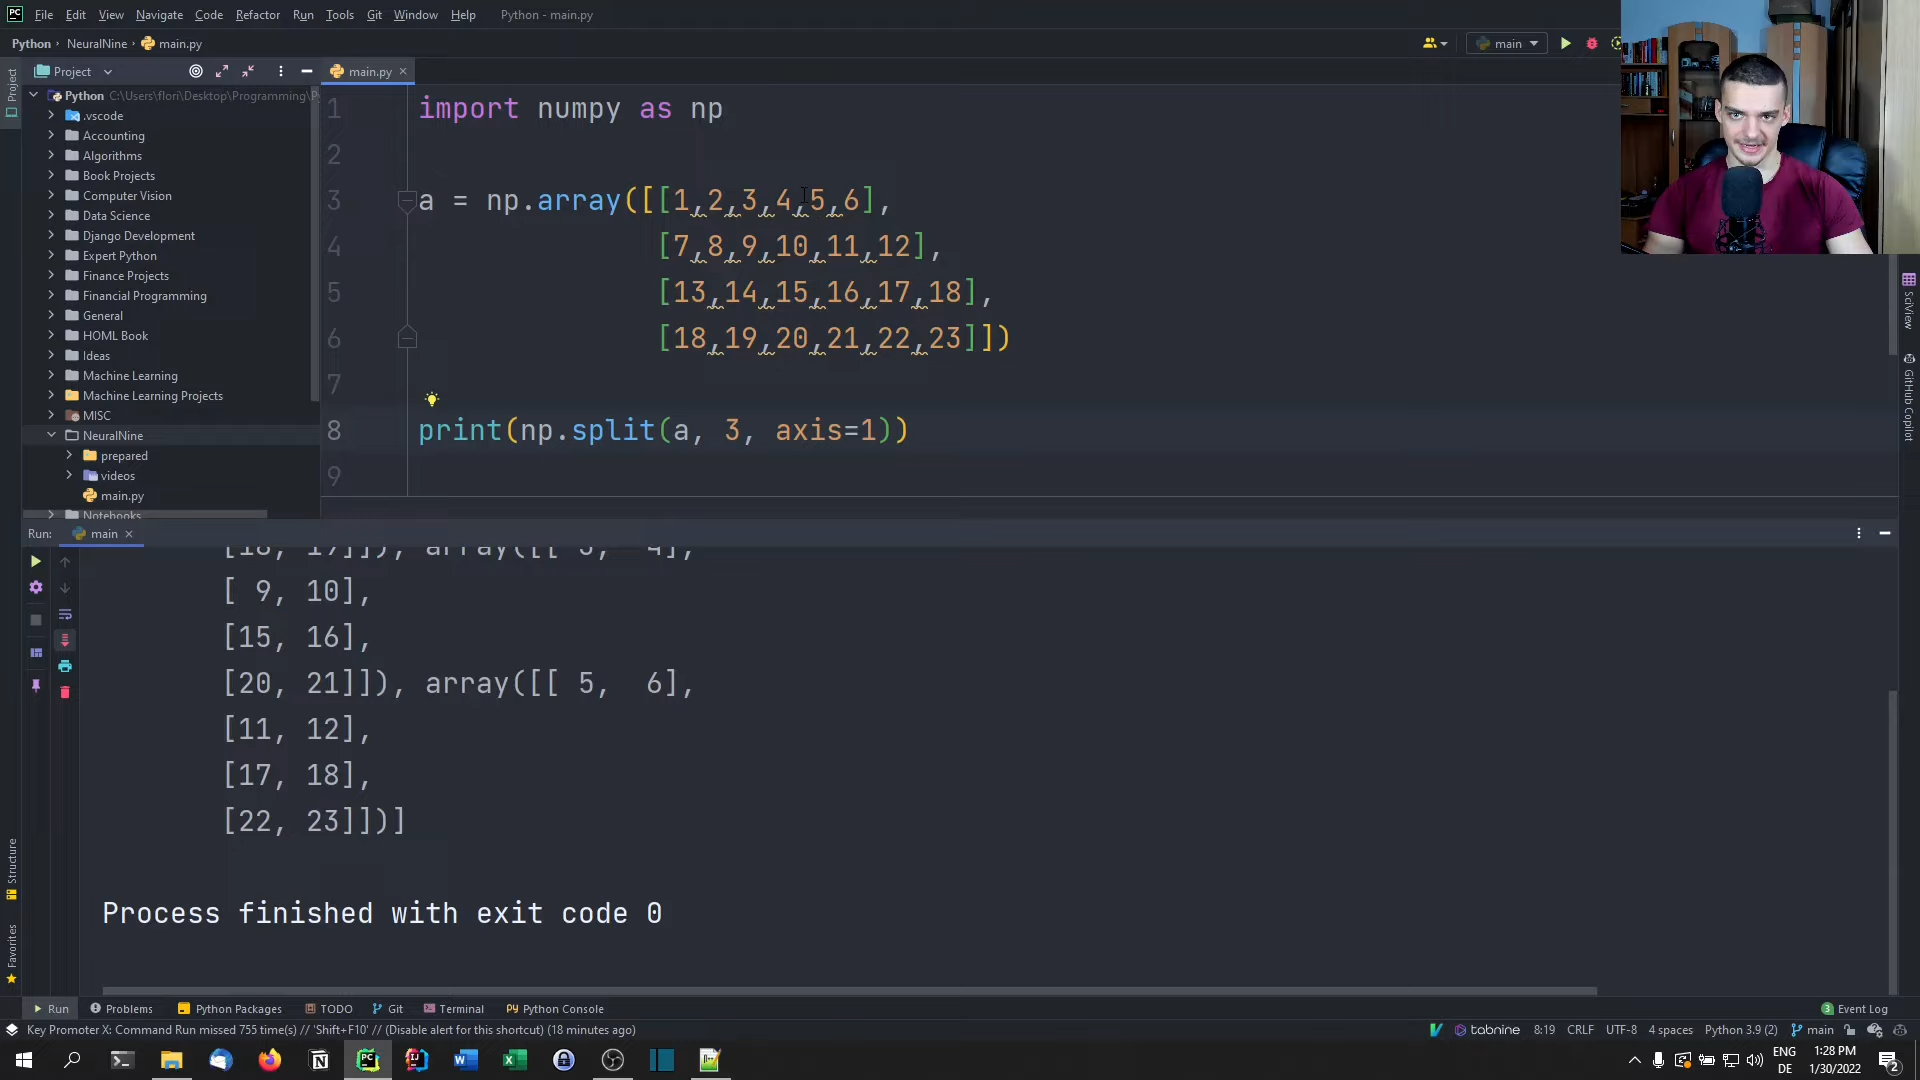 File Edit View Navigate Code Refactor Run Tools Git Window Help Python - main.py
Python NeuralNine main.py main
Project main.py
Project
Python C:\Users\flori\Desktop\Programming\P
.vscode
Accounting
Algorithms
Book Projects
Computer Vision
Data Science
Django Development
Expert Python
Finance Projects
Financial Programming
General
HOML Book
Ideas
Machine Learning
Machine Learning Projects
MISC
NeuralNine
prepared
videos
main.py
Notebooks
1 import numpy as np
2
3 a = np.array([[1,2,3,4,5,6],
4 [7,8,9,10,11,12],
5 [13,14,15,16,17,18],
6 [18,19,20,21,22,23]])
7
8 print(np.split(a, 3, axis=1))
9
SciView
GitHub Copilot
Run: main
[18, 19]]), array([[ 3,  4],
[ 9, 10],
[15, 16],
[20, 21]]), array([[ 5,  6],
[11, 12],
[17, 18],
[22, 23]])]
Process finished with exit code 0
Structure
Favorites
Run Problems Python Packages TODO Git Terminal Python Console Event Log
Key Promoter X: Command Run missed 755 time(s) // 'Shift+F10' // (Disable alert for this shortcut) (18 minutes ago) tabnine 8:19 CRLF UTF-8 4 spaces Python 3.9 (2) main
ENG 1:28 PM
DE 1/30/2022 2